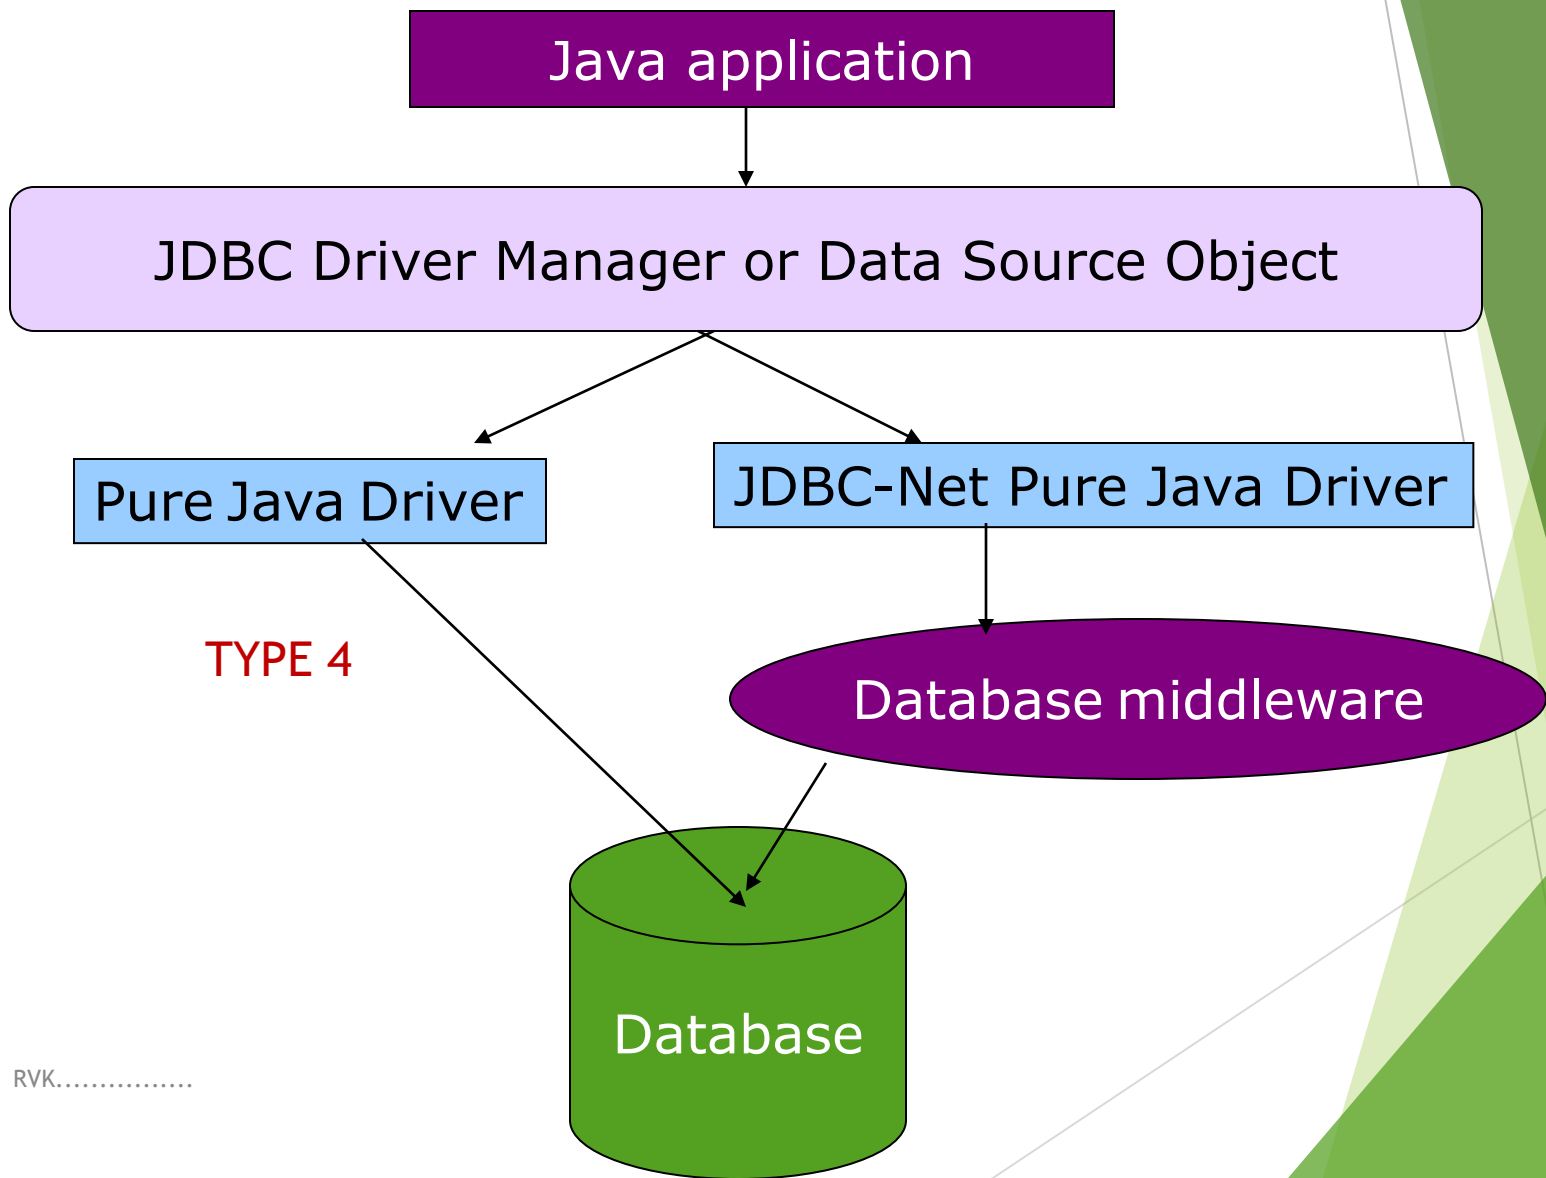 Java application
JDBC Driver Manager or Data Source Object
Pure Java Driver
JDBC-Net Pure Java Driver
TYPE 4
Database middleware
Database
RVK................